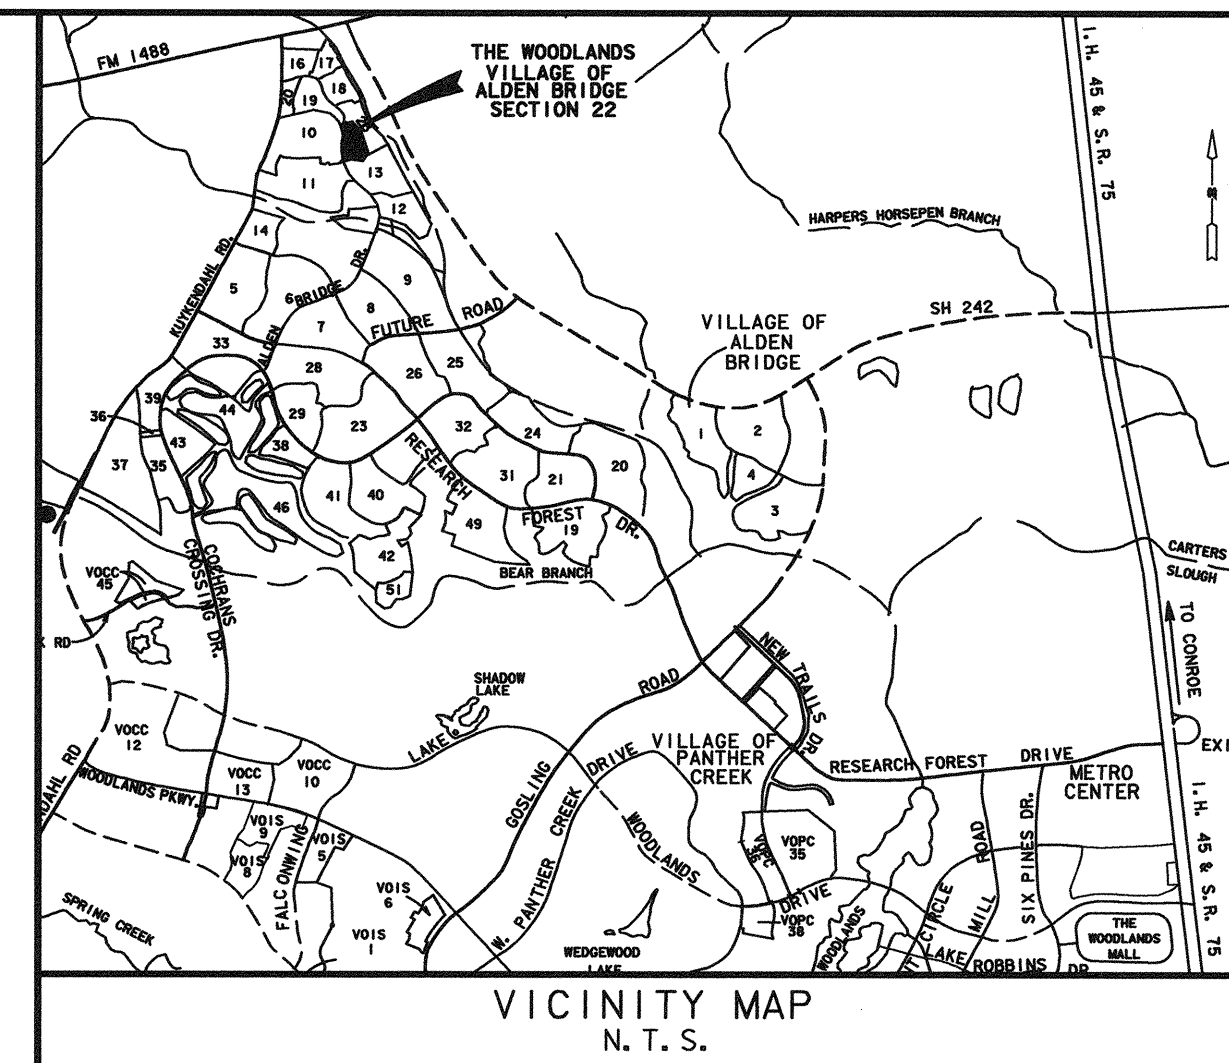 FM 1488
THE WOODLANDS
VILLAGE OF
ALDEN BRIDGE
SECTION 22
I.H. 45 & S.R. 75
16
17
18
20
19
10
11
13
12
14
HARPERS HORSEPEN BRANCH
KUYKENDAHL RD.
5
6
ALDEN BRIDGE DR.
9
8
7
FUTURE ROAD
SH 242
VILLAGE OF
ALDEN
BRIDGE
33
28
26
25
39
36
44
29
23
32
24
1
2
43
38
37
35
RESEARCH FOREST DR.
31
21
20
4
3
46
41
40
49
19
42
51
BEAR BRANCH
CARTERS
SLOUGH
VOCC
45
COCHRANS
CROSSING DR.
K RD
TO CONROE
NEW TRAILS DR.
SHADOW
LAKE
GOSLING ROAD
VOCC
12
VOCC
13
VOCC
10
LAKE WOODLANDS DRIVE
W. PANTHER CREEK DRIVE
VILLAGE OF
PANTHER
CREEK
RESEARCH FOREST DRIVE
EXI
METRO
CENTER
DAHL RD
WOODLANDS PKWY.
VOIS
9
VOIS
8
VOIS
5
FALCONWING
VOIS
6
VOIS
1
VOPC
36
VOPC
35
VOPC
38
SIX PINES DR.
MILL ROAD
CIRCLE
I.H. 45 & S.R. 75
SPRING CREEK
WEDGEWOOD
LAKE
WOODLANDS
LAKE ROBBINS DR
THE
WOODLANDS
MALL
VICINITY MAP
N. T. S.